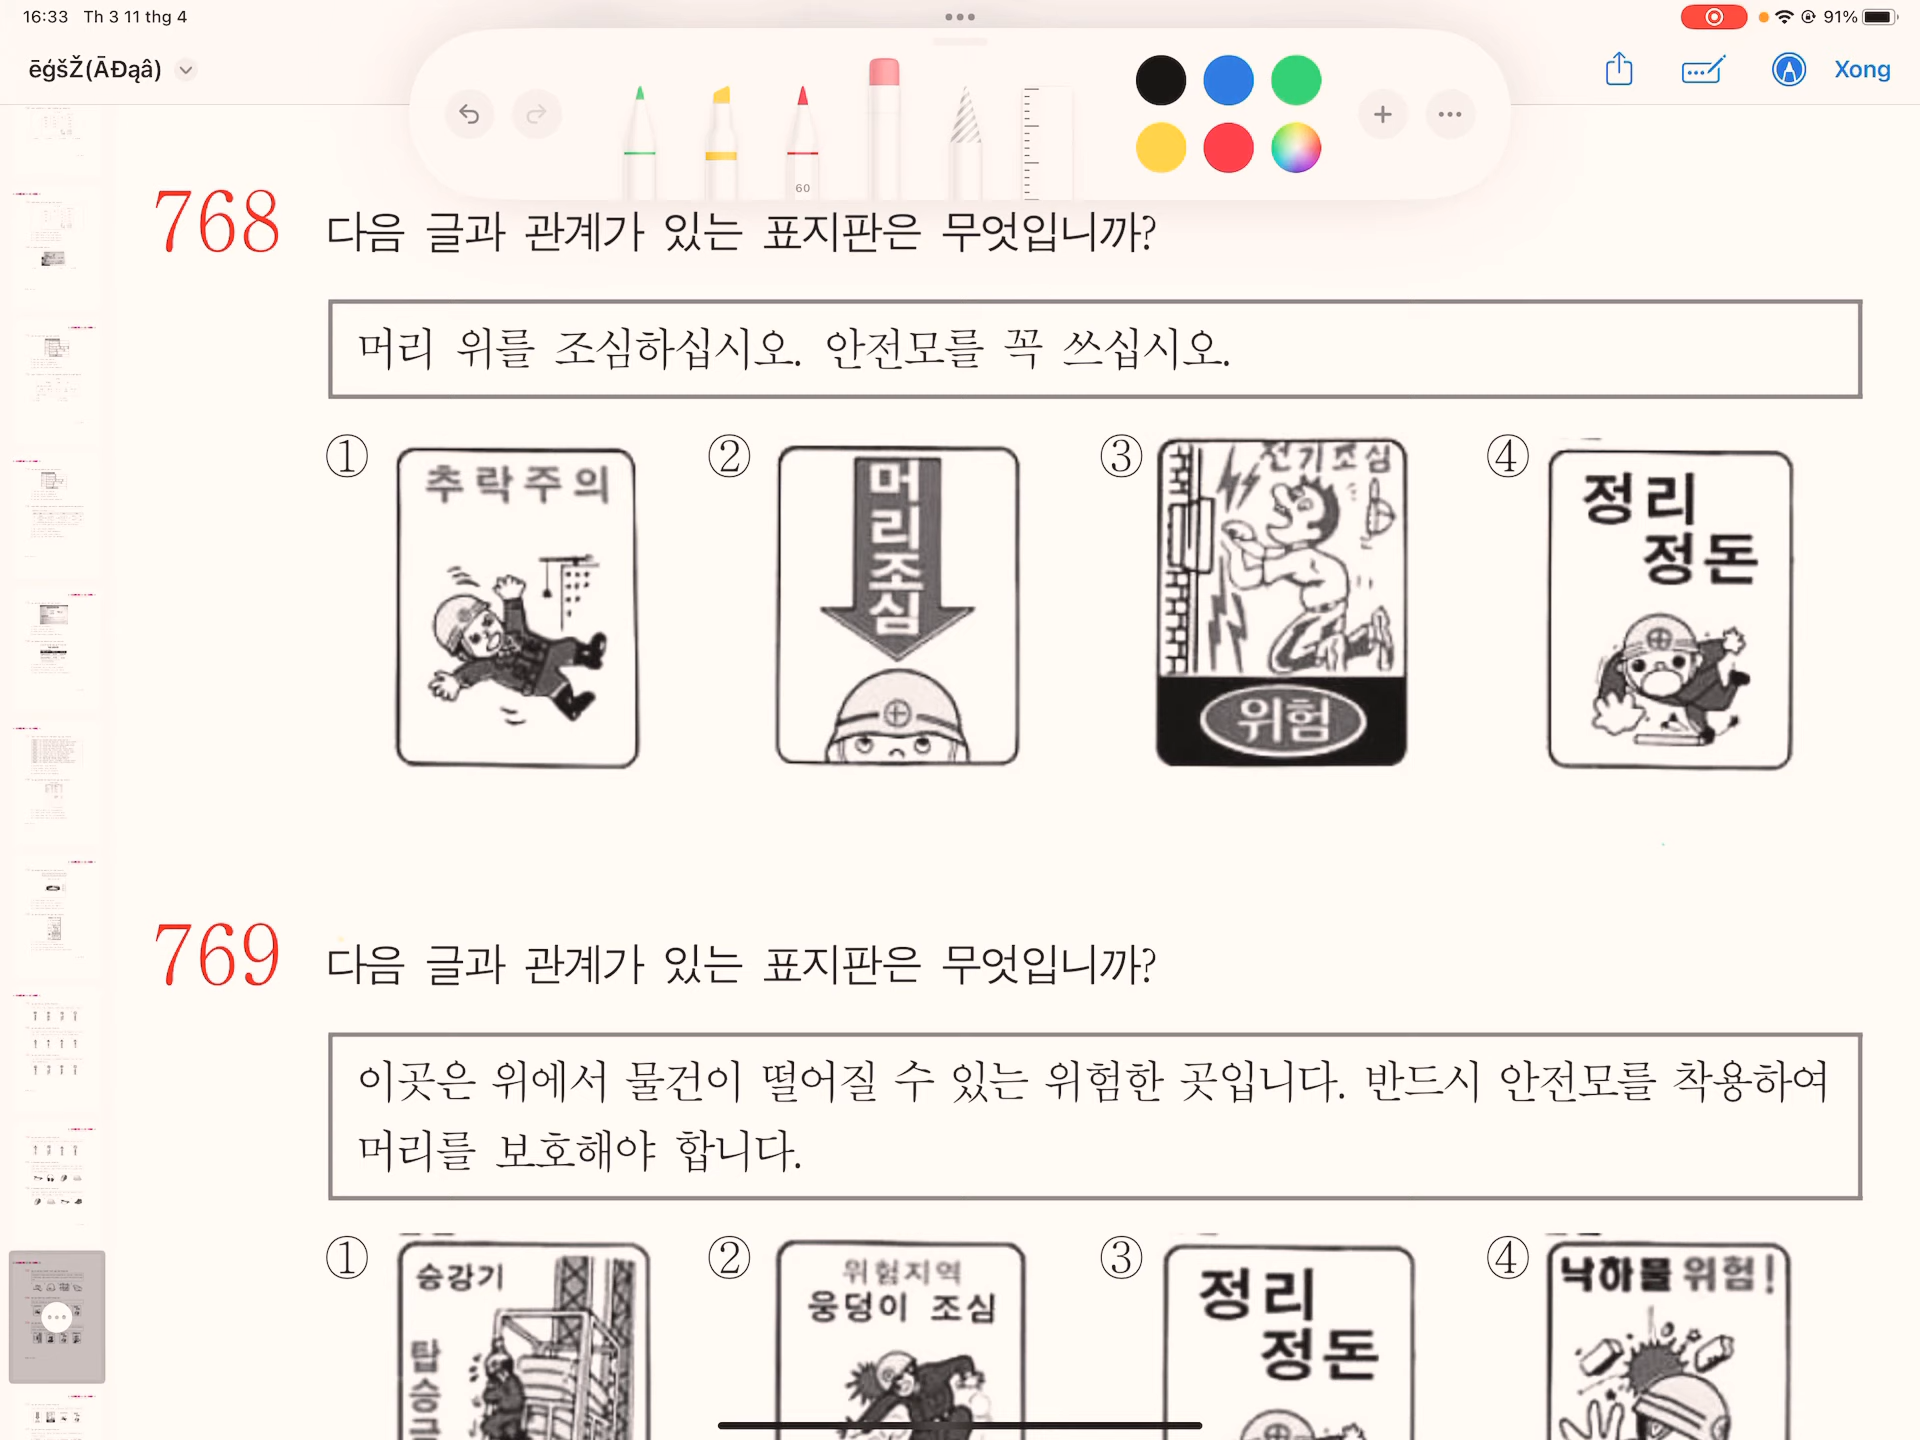 16:33 Th 3 11 thg 4
91%
ēģšŽ(ĀĐąâ)
Xong
60
768 다음 글과 관계가 있는 표지판은 무엇입니까?
머리 위를 조심하십시오. 안전모를 꼭 쓰십시오.
① ② ③ ④
추락주의
머리조심
전기조심
위험
정리
정돈
769 다음 글과 관계가 있는 표지판은 무엇입니까?
이곳은 위에서 물건이 떨어질 수 있는 위험한 곳입니다. 반드시 안전모를 착용하여
머리를 보호해야 합니다.
① ② ③ ④
승강기
탑승금
위험지역
웅덩이 조심
정리
정돈
낙하물 위험!